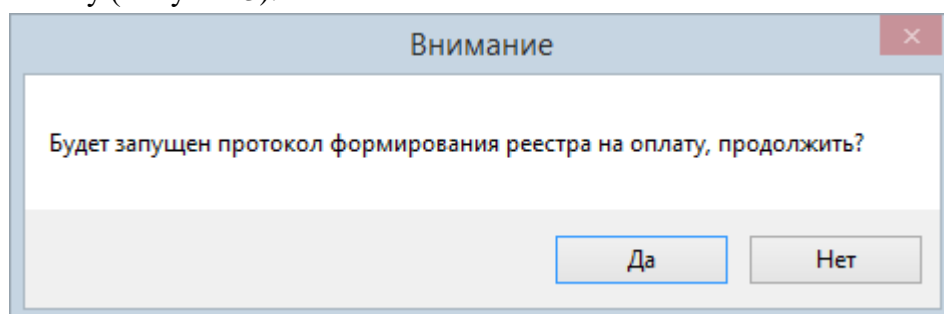 Внимание
Будет запущен протокол формирования реестра на оплату, продолжить?
Да Нет